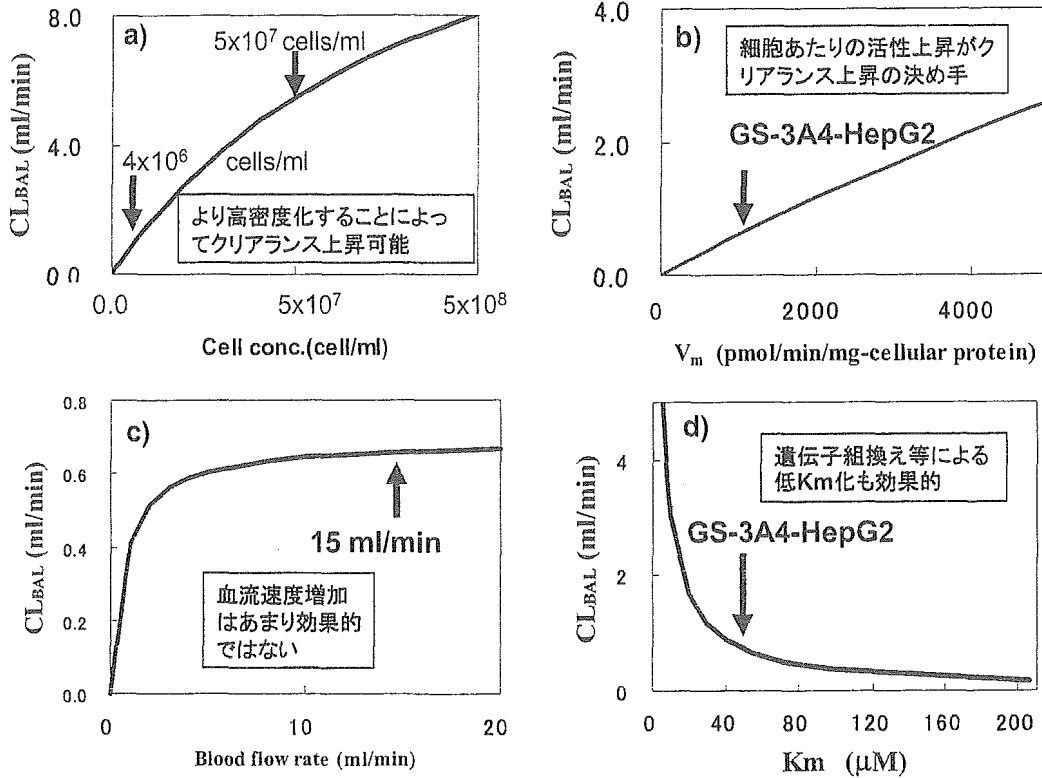 a)
8.0
4.0
0.0
CL_BAL (ml/min)
5x10⁷ cells/ml
4x10⁶
cells/ml
より高密度化することによっ
てクリアランス上昇可能
0.0
5x10⁷
5x10⁸
Cell conc.(cell/ml)
b)
4.0
2.0
0.0
CL_BAL (ml/min)
細胞あたりの活性上昇がク
リアランス上昇の決め手
GS-3A4-HepG2
0
2000
4000
V_m (pmol/min/mg-cellular protein)
c)
0.8
0.6
0.4
0.2
0.0
CL_BAL (ml/min)
15 ml/min
血流速度増加
はあまり効果的
ではない
0
10
20
Blood flow rate (ml/min)
d)
4
2
0
CL_BAL (ml/min)
遺伝子組換え等による
低Km化も効果的
GS-3A4-HepG2
0
40
80
120
160
200
Km (μM)